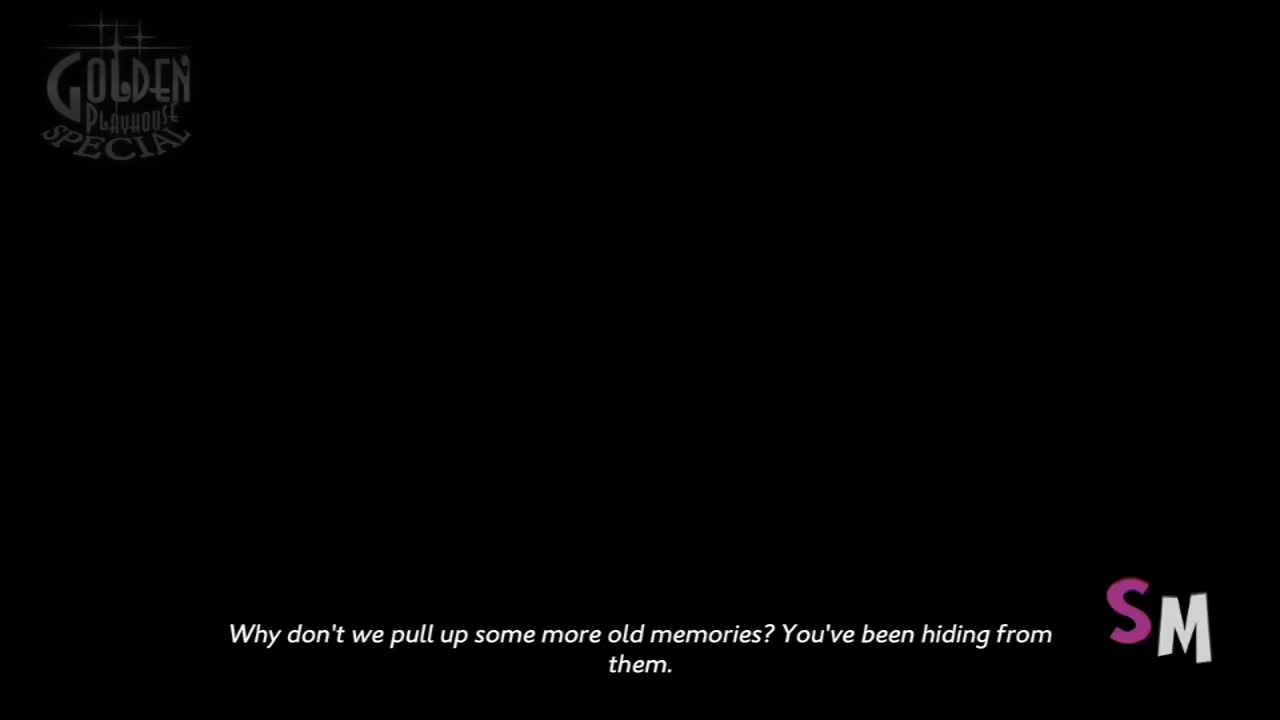 GOLDEN
PLAYHOUSE
SPECIAL
Why don't we pull up some more old memories? You've been hiding from
them.
SM